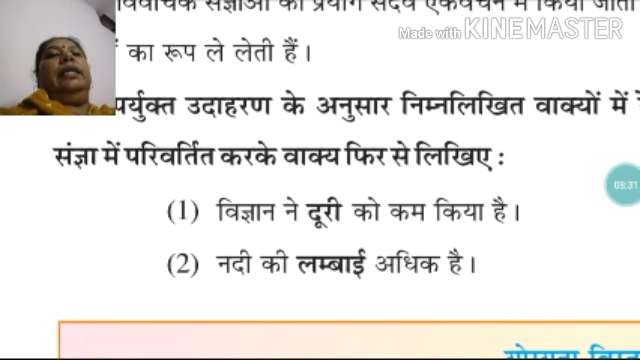 संज्ञाओं का प्रयोग सदैव एकवचन में किया जाता
Made with KINEMASTER
का रूप ले लेती हैं।
उदाहरण के अनुसार निम्नलिखित वाक्यों में
संज्ञा में परिवर्तित करके वाक्य फिर से लिखिए :
08:31
(1) विज्ञान ने दूरी को कम किया है।
(2) नदी की लम्बाई अधिक है।